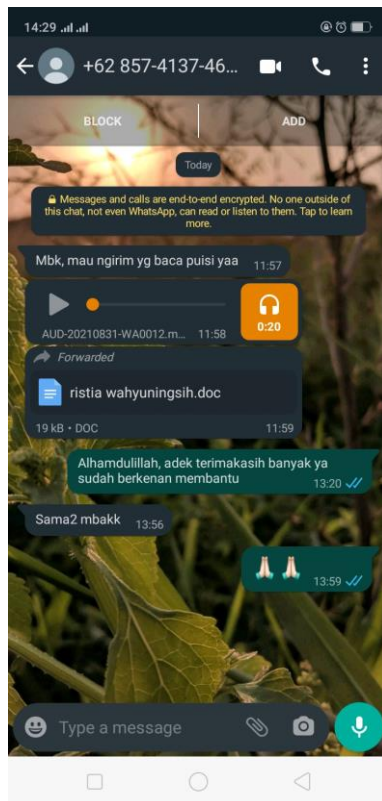 14:29
+62 857-4137-46...
BLOCK
ADD
Today
Messages and calls are end-to-end encrypted. No one outside of
this chat, not even WhatsApp, can read or listen to them. Tap to learn
more.
Mbk, mau ngirim yg baca puisi yaa 11:57
0:20
AUD-20210831-WA0012.m... 11:58
Forwarded
ristia wahyuningsih.doc
19 kB • DOC 11:59
Alhamdulillah, adek terimakasih banyak ya
sudah berkenan membantu 13:20
Sama2 mbakk 13:56
🙏🏻 🙏🏻 13:59
Type a message